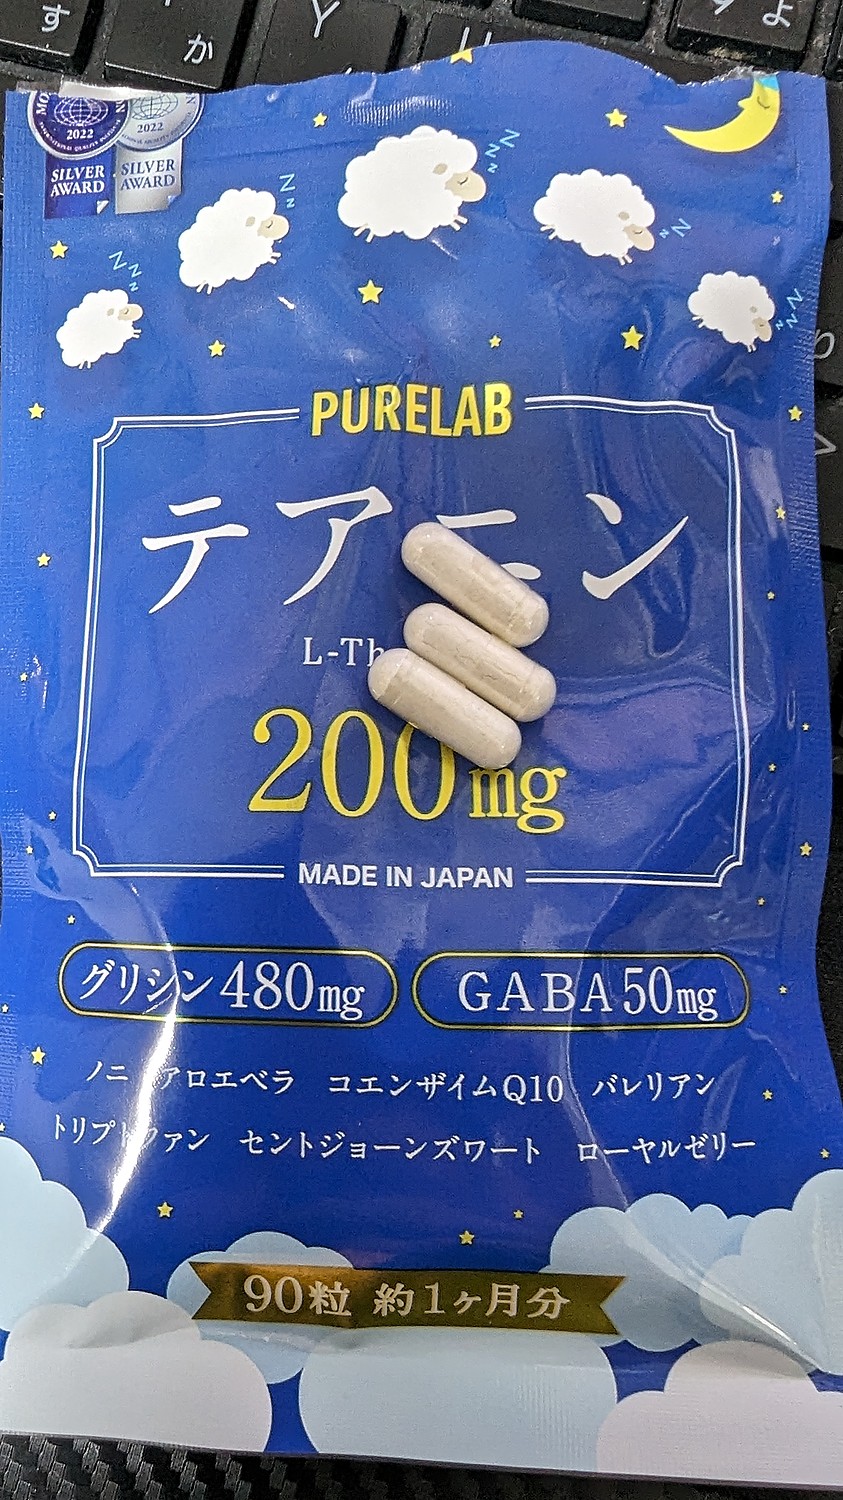 す
か
Y
よ
2022
2022
SILVER
AWARD
SILVER
AWARD
z z z
z z z
z z z
z z z
z z z
PURELAB
テアニン
L-Th
200mg
MADE IN JAPAN
グリシン480mg
GABA50mg
ノニ アロエベラ コエンザイムQ10 バレリアン
トリプトファン セントジョーンズワート ローヤルゼリー
90粒 約1ヶ月分